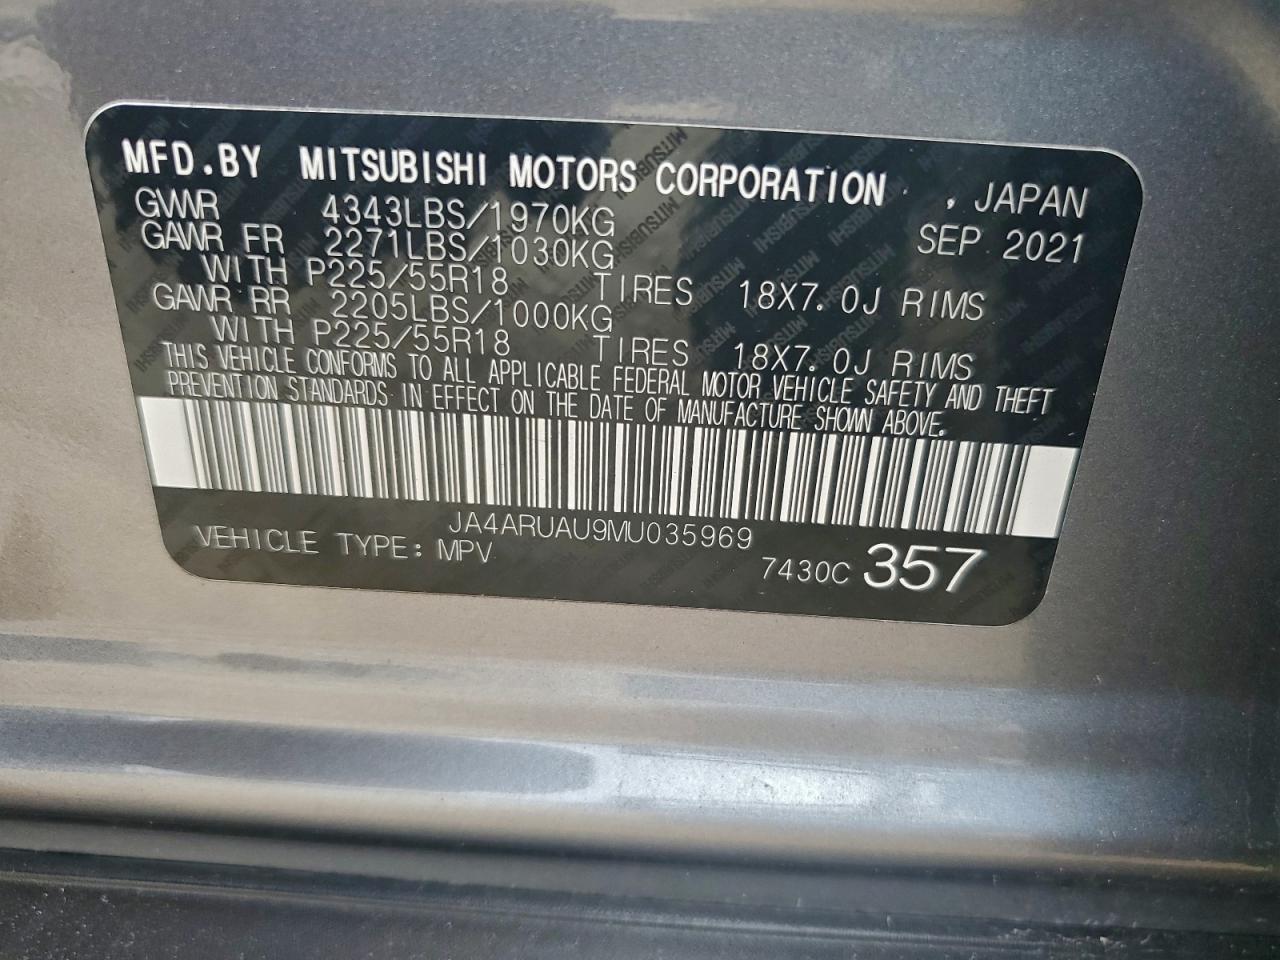 MFD.BY MITSUBISHI MOTORS CORPORATION , JAPAN
GVWR 4343LBS/1970KG SEP 2021
GAWR FR 2271LBS/1030KG
WITH P225/55R18 TIRES 18X7.0J RIMS
GAWR RR 2205LBS/1000KG
WITH P225/55R18 TIRES 18X7.0J RIMS
THIS VEHICLE CONFORMS TO ALL APPLICABLE FEDERAL MOTOR VEHICLE SAFETY AND THEFT
PREVENTION STANDARDS IN EFFECT ON THE DATE OF MANUFACTURE SHOWN ABOVE.
JA4ARUAU9MU035969
VEHICLE TYPE: MPV 7430C 357